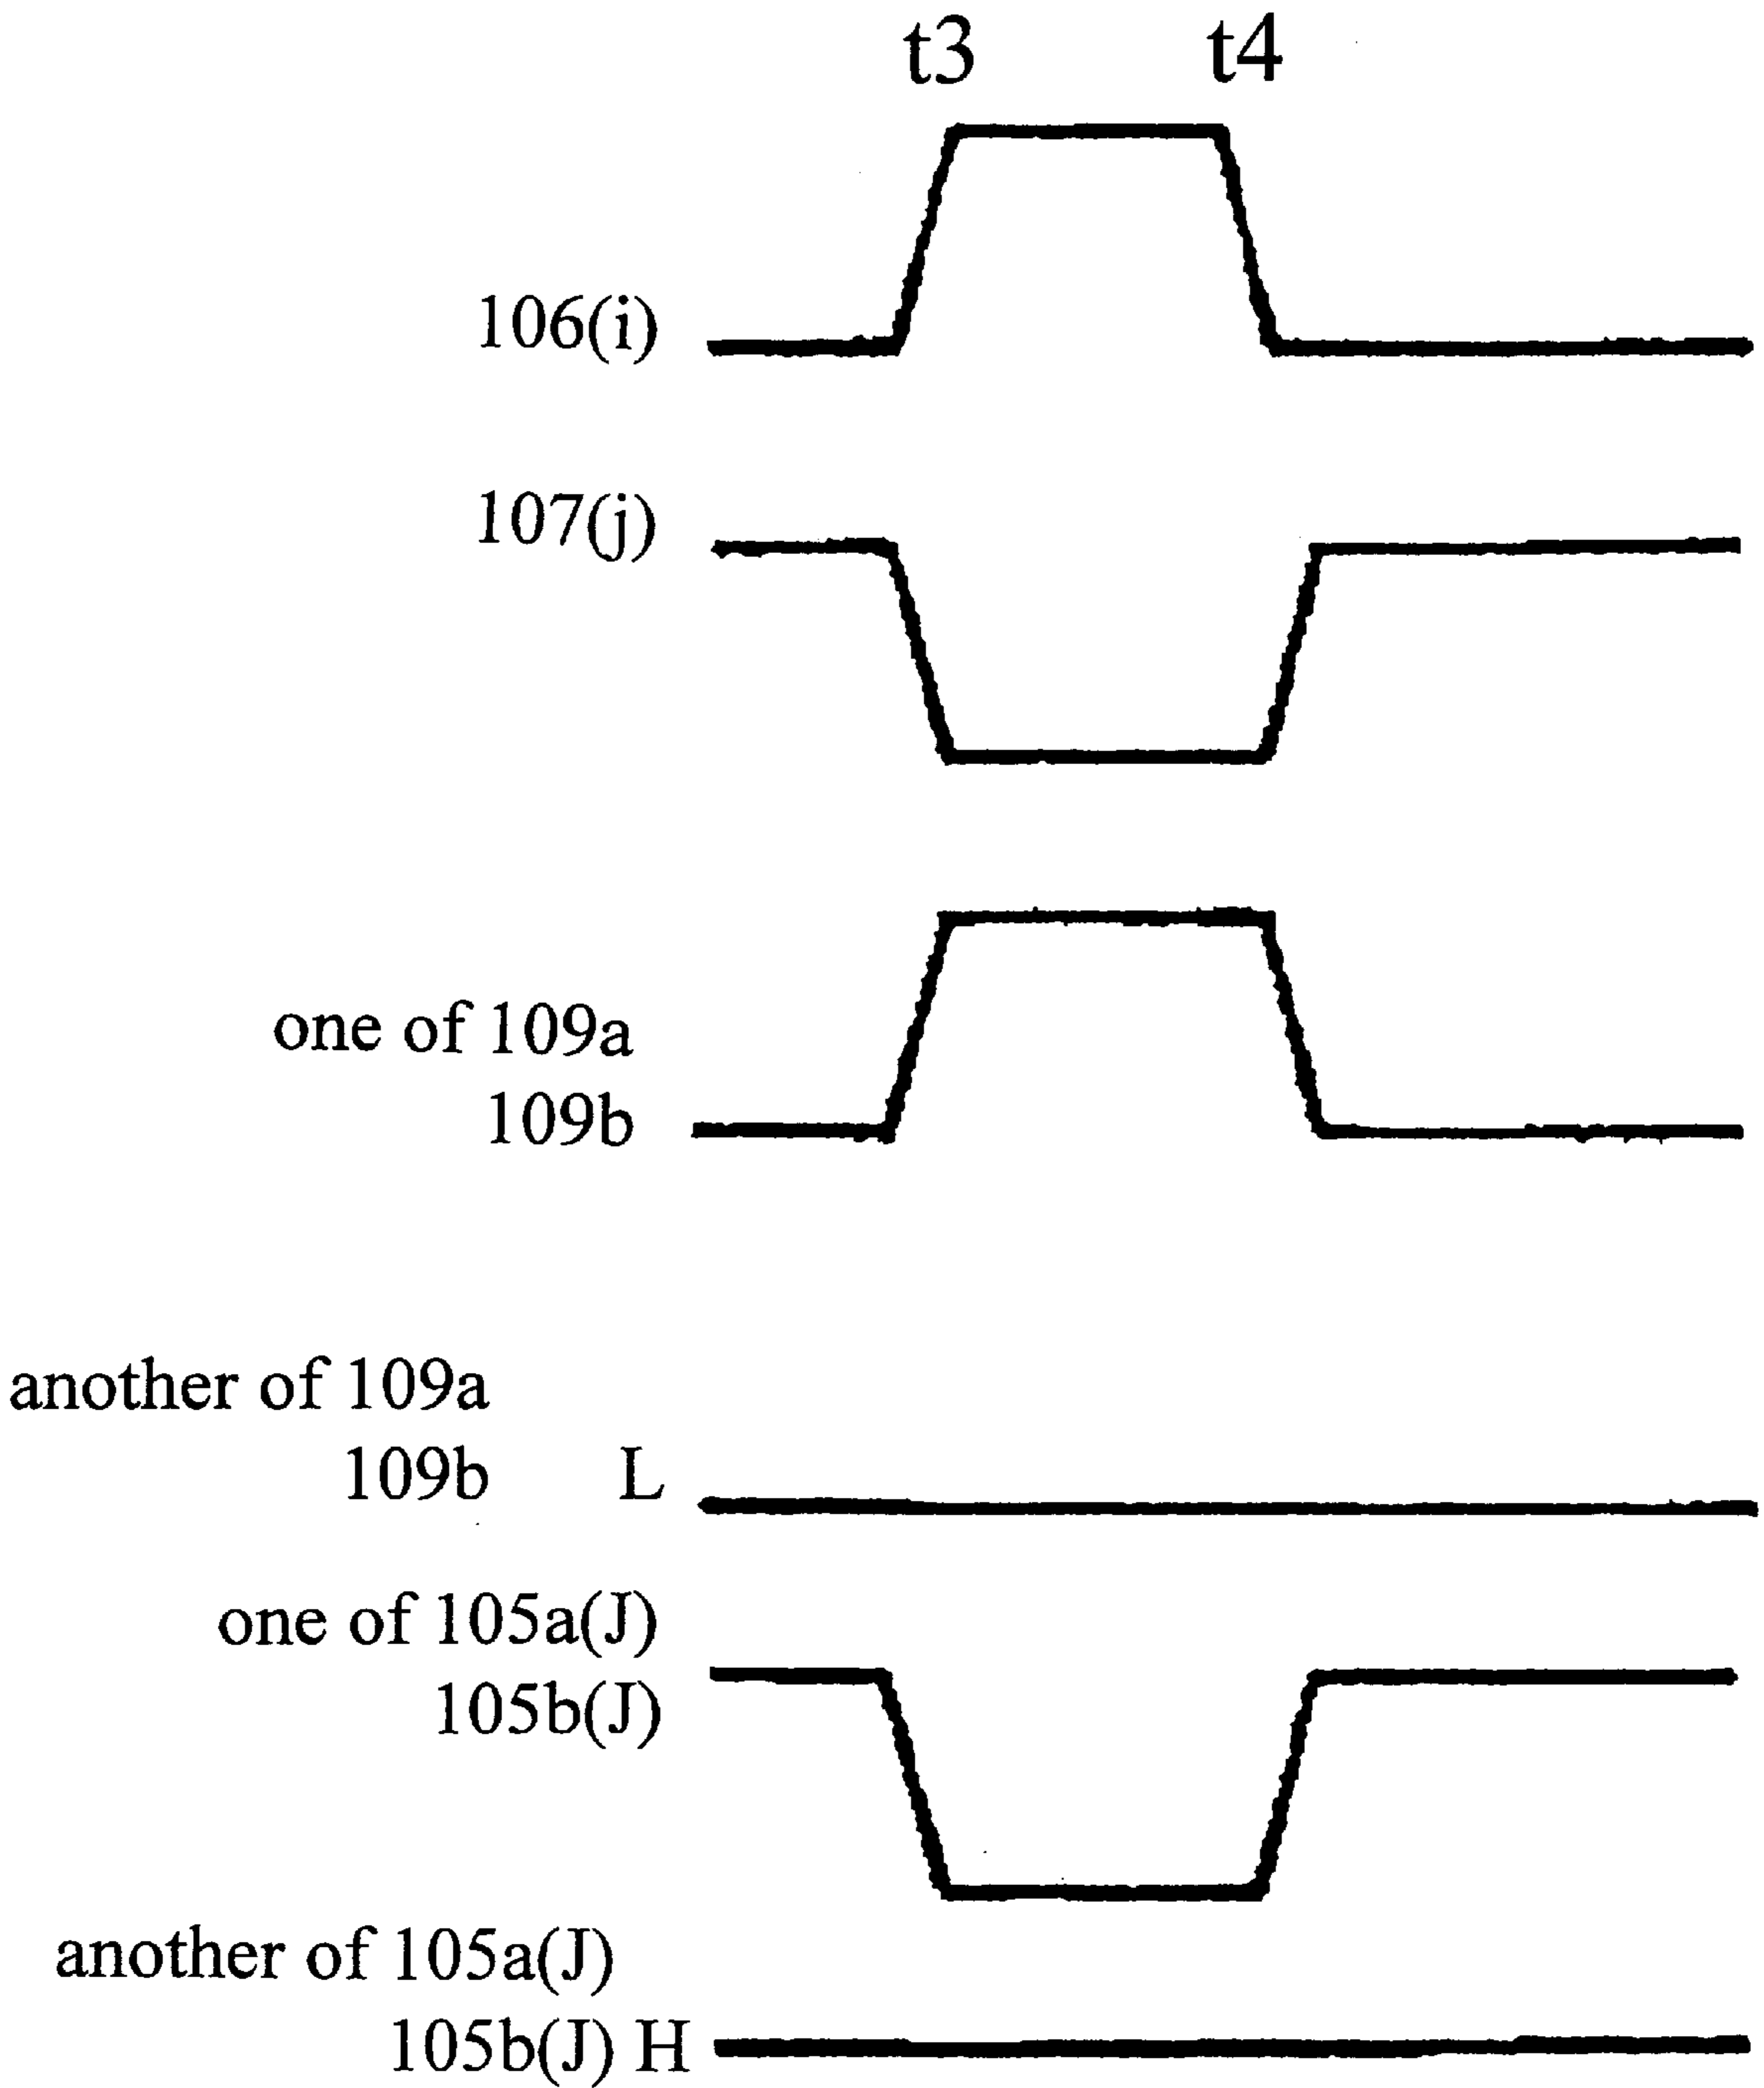 t3 t4
106(i)
107(j)
one of 109a
109b
another of 109a
109b L
one of 105a(J)
105b(J)
another of 105a(J)
105b(J) H